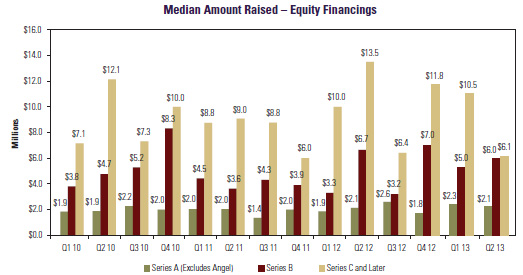 Median Amount Raised – Equity Financings
$16.0
$14.0
$12.0
$10.0
$8.0
$6.0
$4.0
$2.0
$0.0
Millions
$1.9 $3.8 $7.1
$1.9 $4.7 $12.1
$2.2 $5.2 $7.3
$2.0 $8.3 $10.0
$2.0 $4.5 $8.8
$2.0 $3.6 $9.0
$1.4 $4.3 $8.8
$2.0 $3.9 $6.0
$1.9 $3.3 $10.0
$2.1 $6.7 $13.5
$2.6 $3.2 $6.4
$1.8 $7.0 $11.8
$2.3 $5.0 $10.5
$2.1 $6.0 $6.1
Q1 10 Q2 10 Q3 10 Q4 10 Q1 11 Q2 11 Q3 11 Q4 11 Q1 12 Q2 12 Q3 12 Q4 12 Q1 13 Q2 13
Series A (Excludes Angel) Series B Series C and Later